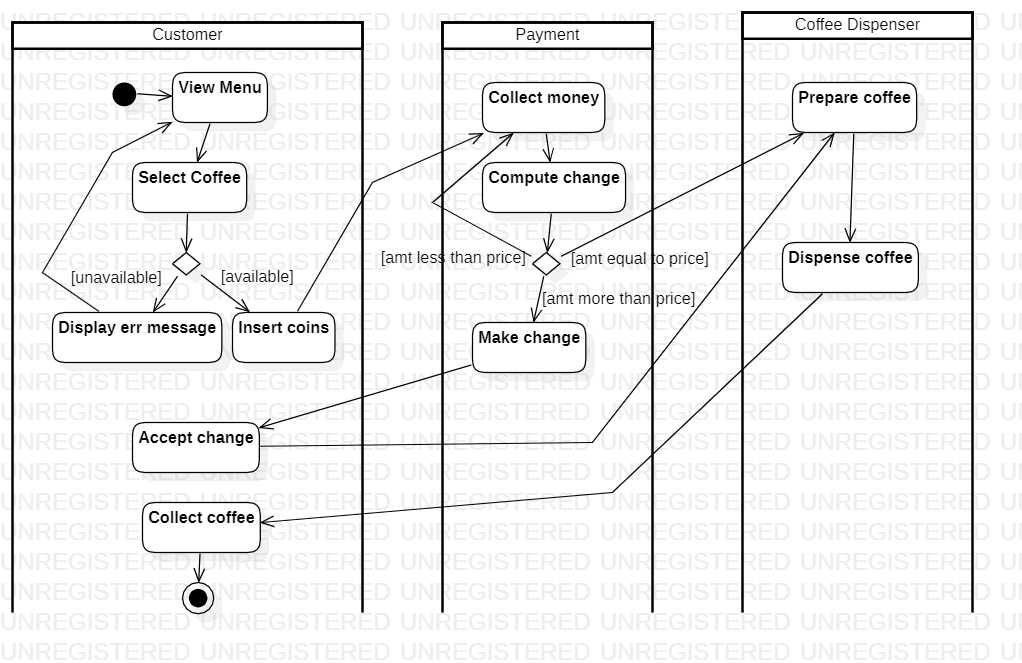 Customer
Payment
Coffee Dispenser
View Menu
Collect money
Prepare coffee
Select Coffee
Compute change
[amt less than price]
[amt equal to price]
Dispense coffee
[unavailable]
[available]
[amt more than price]
Display err message
Insert coins
Make change
Accept change
Collect coffee
UNREGISTERED